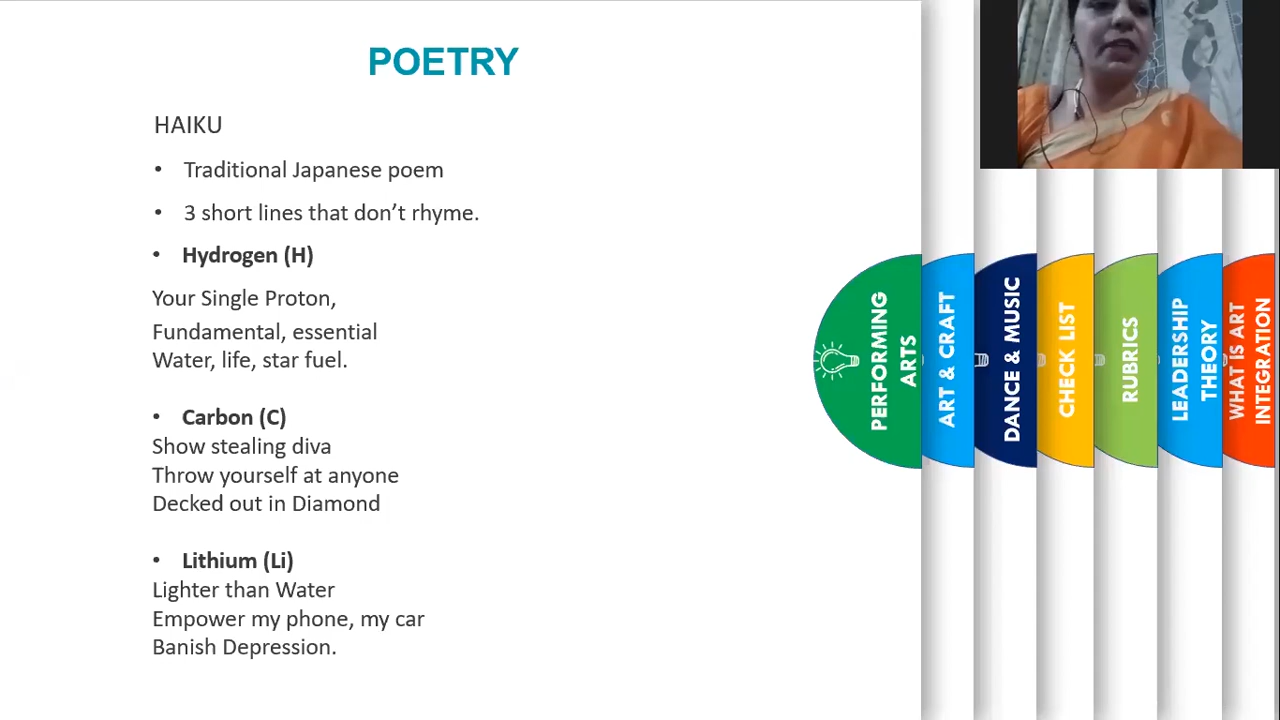 POETRY
HAIKU
• Traditional Japanese poem
• 3 short lines that don’t rhyme.
• Hydrogen (H)
Your Single Proton,
Fundamental, essential
Water, life, star fuel.
• Carbon (C)
Show stealing diva
Throw yourself at anyone
Decked out in Diamond
• Lithium (Li)
Lighter than Water
Empower my phone, my car
Banish Depression.
PERFORMING
ARTS
ART & CRAFT
DANCE & MUSIC
CHECK LIST
RUBRICS
LEADERSHIP
THEORY
WHAT IS ART
INTEGRATION